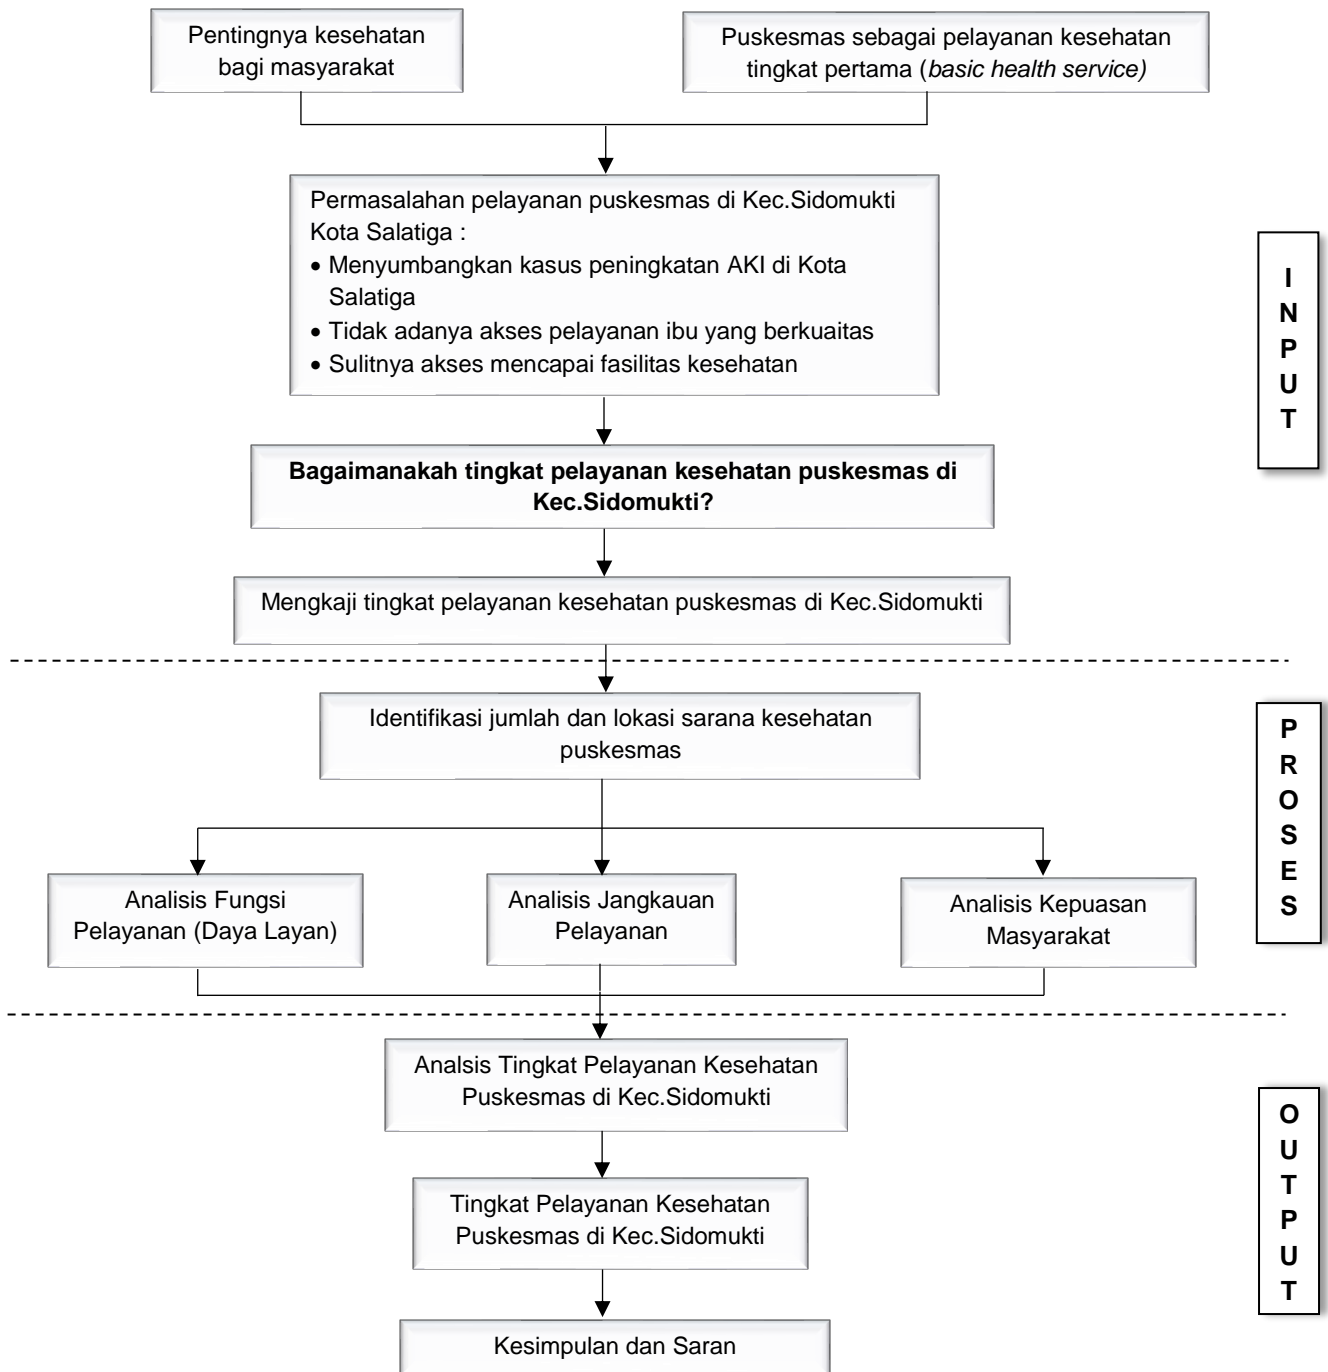 Pentingnya kesehatan
bagi masyarakat
Puskesmas sebagai pelayanan kesehatan
tingkat pertama (basic health service)
Permasalahan pelayanan puskesmas di Kec.Sidomukti
Kota Salatiga :
• Menyumbangkan kasus peningkatan AKI di Kota
Salatiga
• Tidak adanya akses pelayanan ibu yang berkuaitas
• Sulitnya akses mencapai fasilitas kesehatan
I
N
P
U
T
Bagaimanakah tingkat pelayanan kesehatan puskesmas di
Kec.Sidomukti?
Mengkaji tingkat pelayanan kesehatan puskesmas di Kec.Sidomukti
Identifikasi jumlah dan lokasi sarana kesehatan
puskesmas
P
R
O
S
E
S
Analisis Fungsi
Pelayanan (Daya Layan)
Analisis Jangkauan
Pelayanan
Analisis Kepuasan
Masyarakat
Analsis Tingkat Pelayanan Kesehatan
Puskesmas di Kec.Sidomukti
O
U
T
P
U
T
Tingkat Pelayanan Kesehatan
Puskesmas di Kec.Sidomukti
Kesimpulan dan Saran